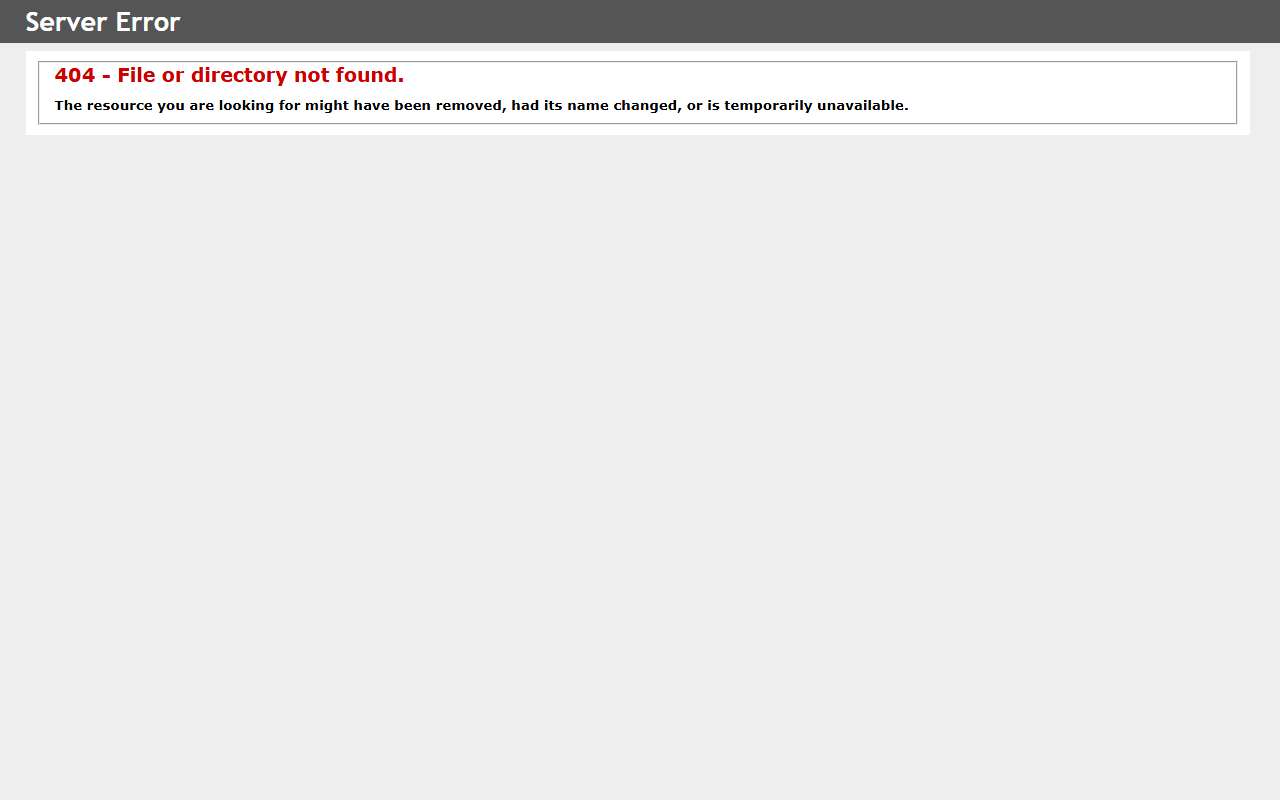 Server Error
404 - File or directory not found.
The resource you are looking for might have been removed, had its name changed, or is temporarily unavailable.